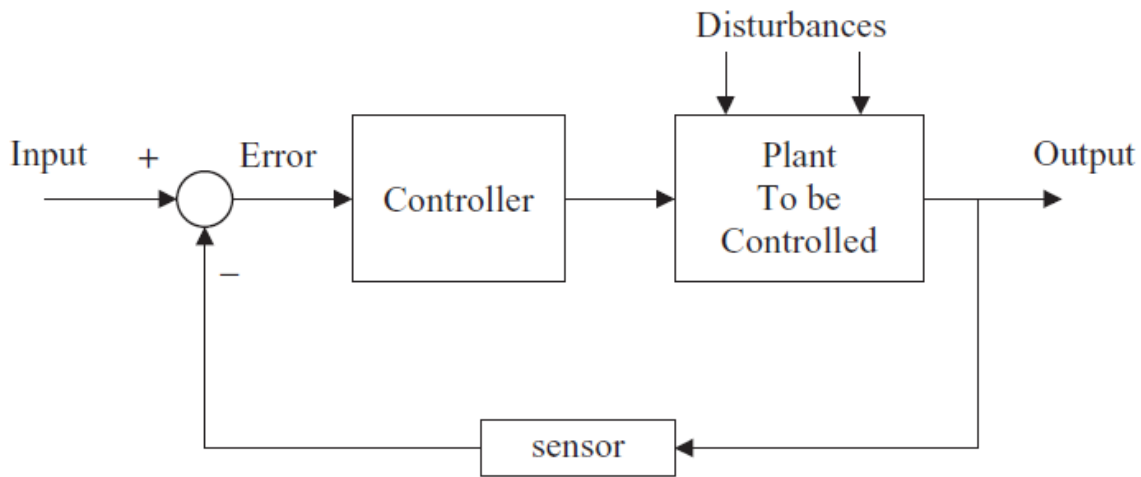 Disturbances
Input
+
Error
Controller
Plant
To be
Controlled
Output
−
sensor